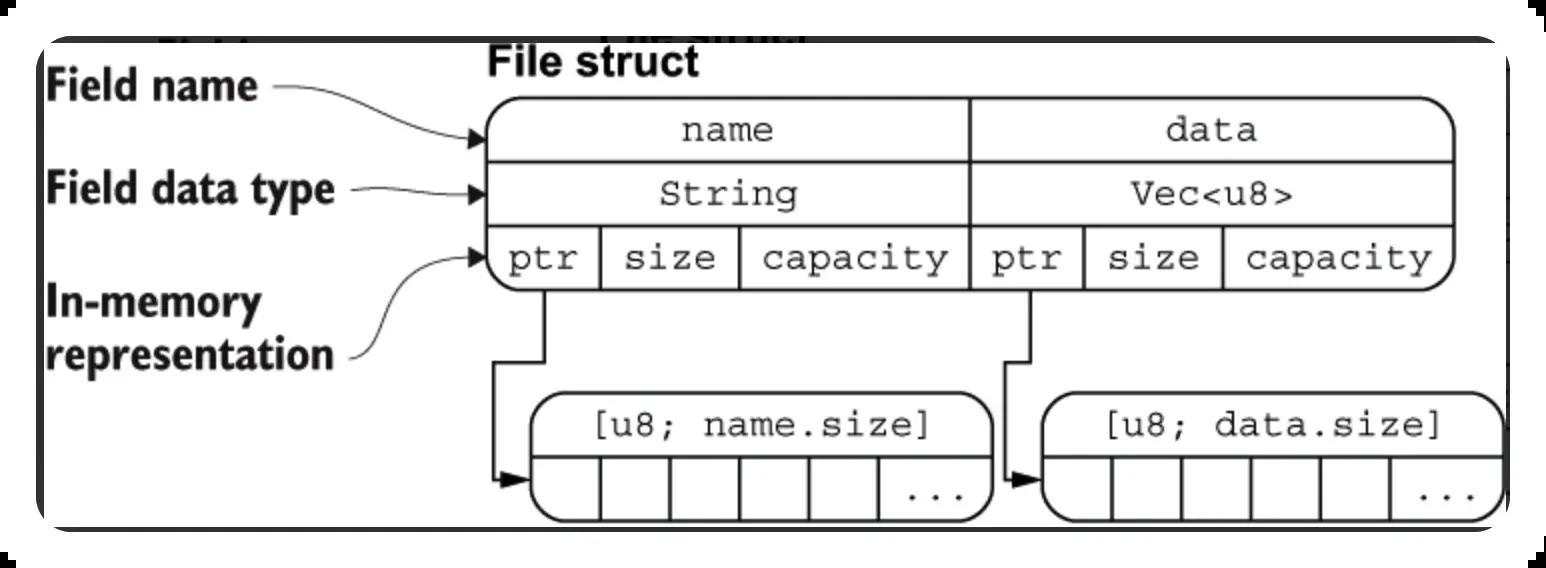 File struct
Field name
name data
Field data type
String Vec<u8>
In-memory
representation
ptr size capacity ptr size capacity
[u8; name.size] [u8; data.size]
... ...